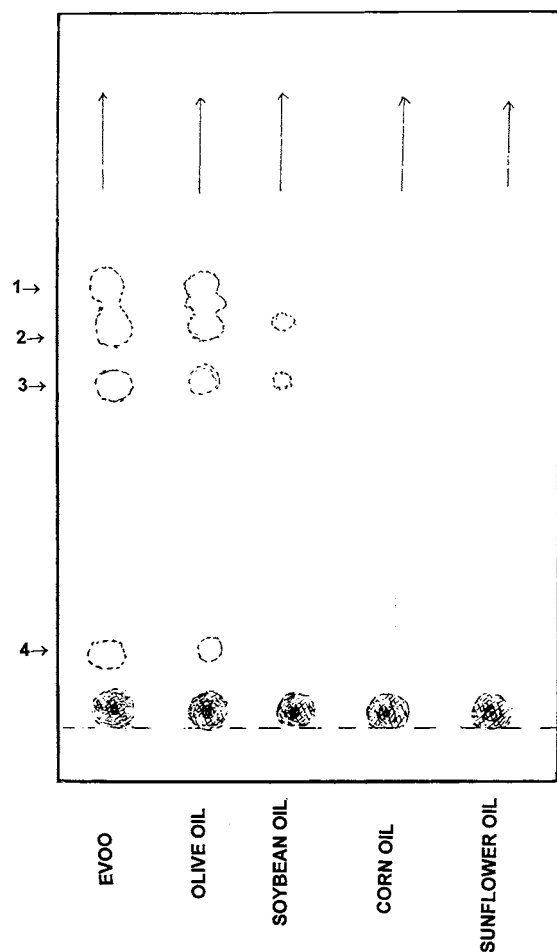 1→
2→
3→
4→
EVOO
OLIVE OIL
SOYBEAN OIL
CORN OIL
SUNFLOWER OIL